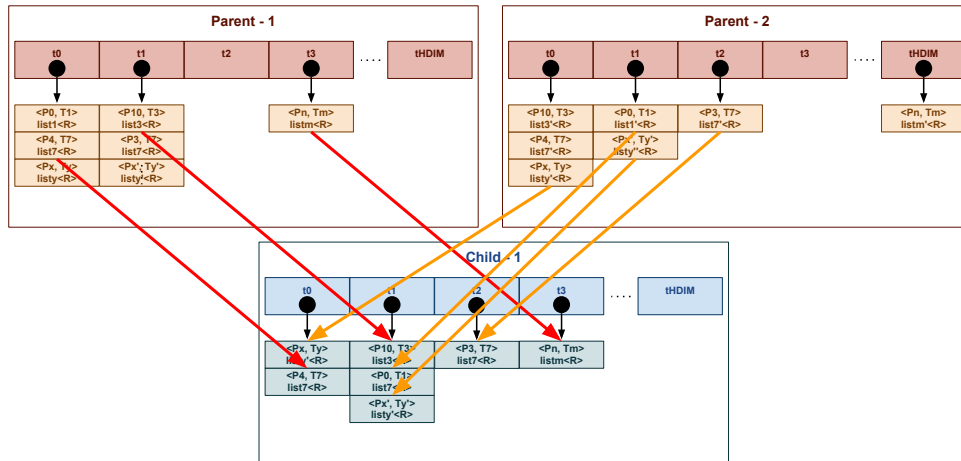 Parent - 1
t0 t1 t2 t3 .... tHDIM
<P0, T1> <P10, T3> <Pn, Tm>
list1<R> list3<R> listm<R>
<P4, T7> <P3, T7>
list7<R> list7<R>
<Px, Ty> <Px', Ty'>
listy<R> listy'<R>
Parent - 2
t0 t1 t2 t3 .... tHDIM
<P10, T3> <P0, T1> <P3, T7> <Pn, Tm>
list3'<R> list1'<R> list7'<R> listm'<R>
<P4, T7> <Px', Ty'>
list7'<R> listy''<R>
<Px, Ty>
listy'<R>
Child - 1
t0 t1 t2 t3 .... tHDIM
<Px, Ty> <P10, T3> <P3, T7> <Pn, Tm>
listy'<R> list3<R> list7<R> listm<R>
<P4, T7> <P0, T1>
list7<R> list7<R>
<Px', Ty'>
listy'<R>